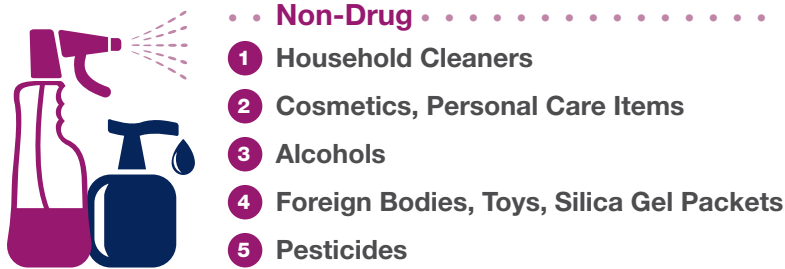 Non-Drug
1 Household Cleaners
2 Cosmetics, Personal Care Items
3 Alcohols
4 Foreign Bodies, Toys, Silica Gel Packets
5 Pesticides